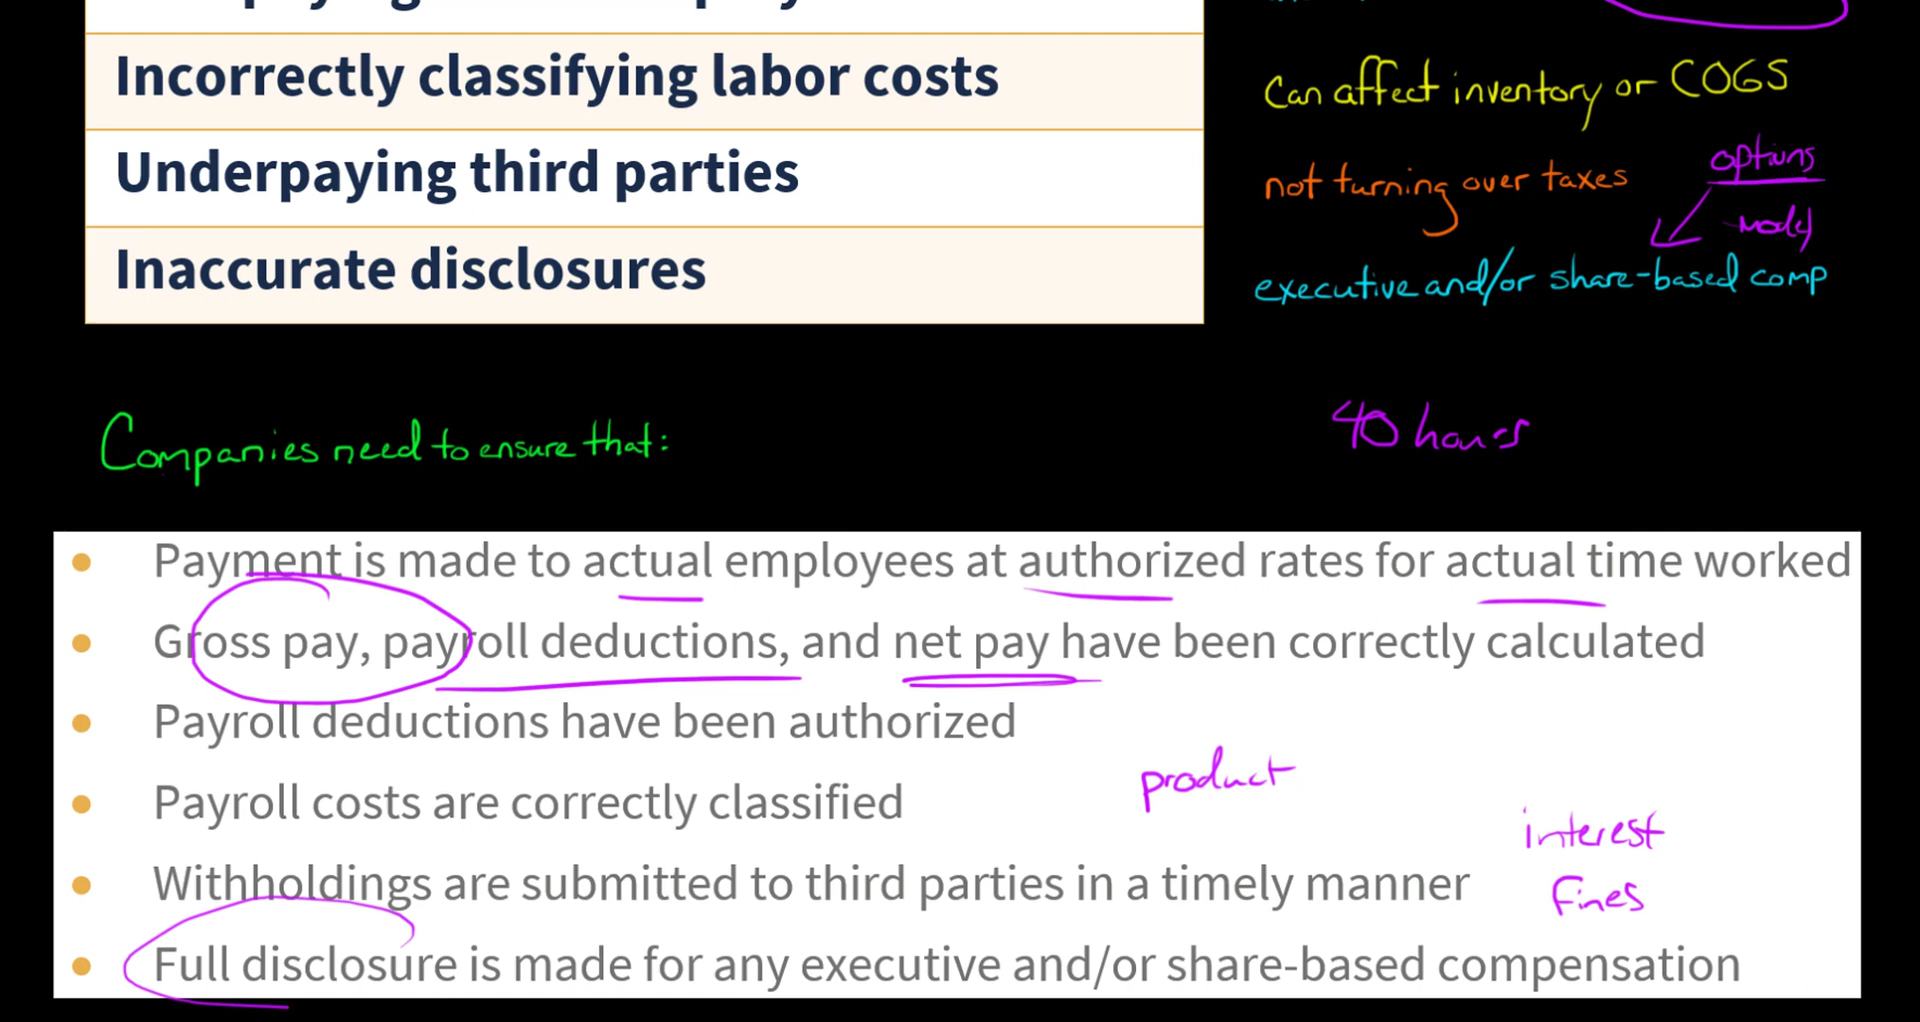 Incorrectly classifying labor costs
Can affect inventory or COGS
Underpaying third parties
not turning over taxes
options
model
Inaccurate disclosures
executive and/or share-based comp
Companies need to ensure that:
40 hours
• Payment is made to actual employees at authorized rates for actual time worked
• Gross pay, payroll deductions, and net pay have been correctly calculated
• Payroll deductions have been authorized
product
• Payroll costs are correctly classified
interest
• Withholdings are submitted to third parties in a timely manner
fines
• Full disclosure is made for any executive and/or share-based compensation